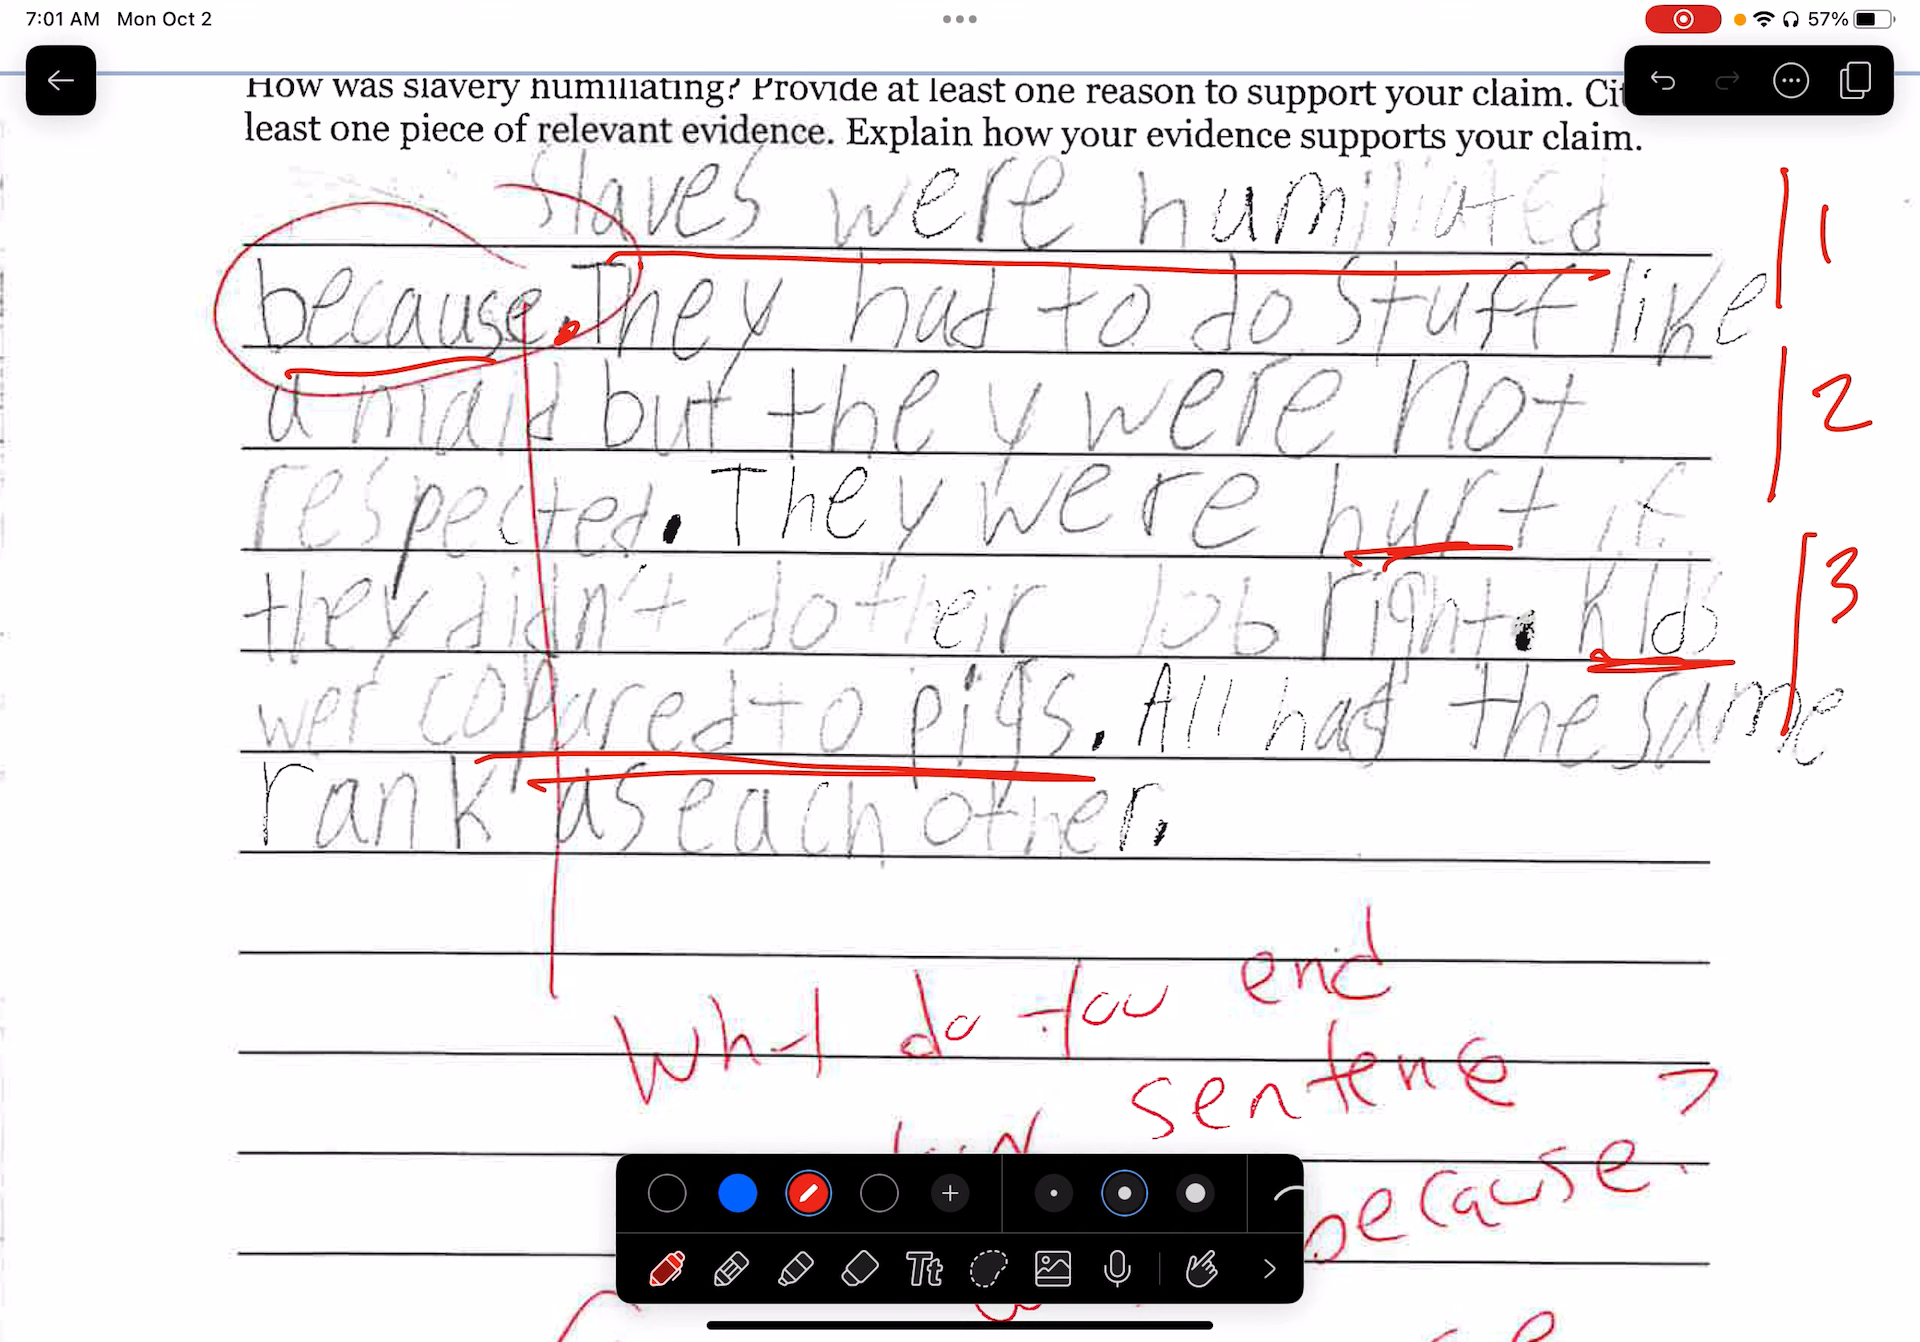 7:01 AM Mon Oct 2
57%
How was slavery humiliating? Provide at least one reason to support your claim. Cit
least one piece of relevant evidence. Explain how your evidence supports your claim.
Slaves were humiliated
because. They had to do stuff like
a maid but the y were not
respected. They were hurt if
they didn't do their job right. Kids
wer copared to pigs. All had the same
rank as each other.
1
2
3
do you end
sentence ?
because.
Tt